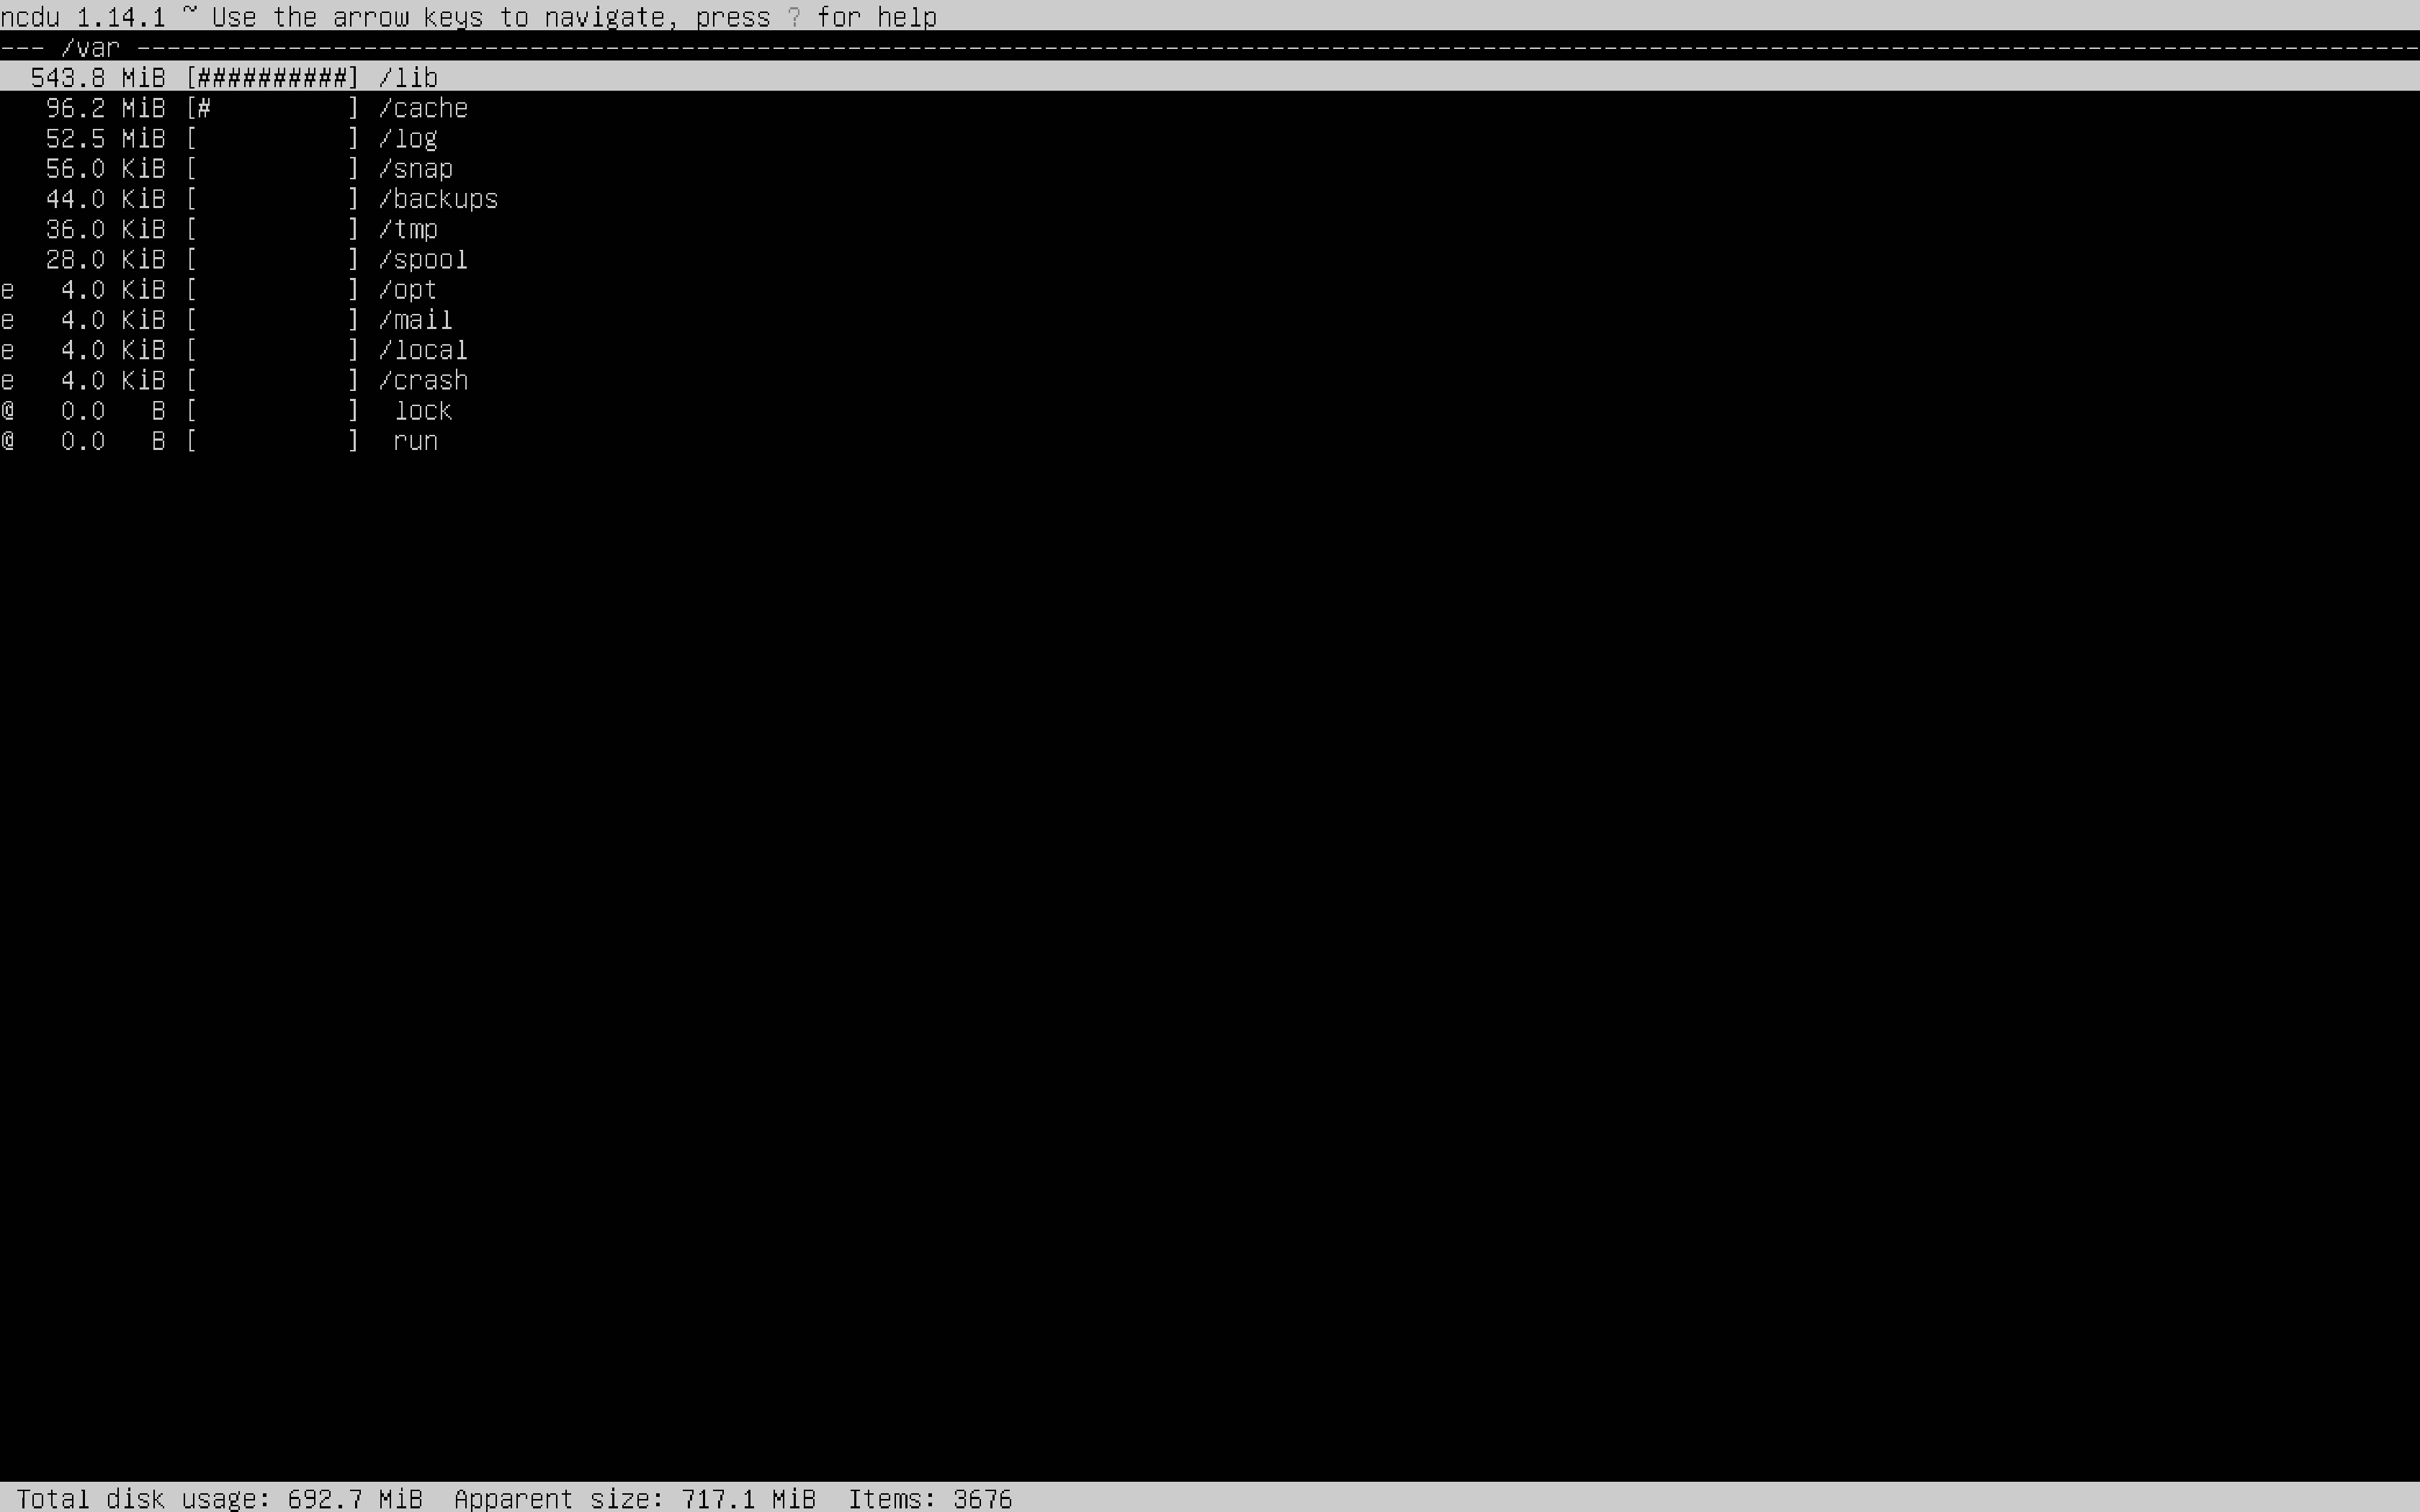 ncdu 1.14.1 ~ Use the arrow keys to navigate, press ? for help
--- /var ----------------------------------------------------------------------------------------------------------------------------------------------------------
  543.8 MiB [##########] /lib
   96.2 MiB [#         ] /cache
   52.5 MiB [          ] /log
   56.0 KiB [          ] /snap
   44.0 KiB [          ] /backups
   36.0 KiB [          ] /tmp
   28.0 KiB [          ] /spool
e   4.0 KiB [          ] /opt
e   4.0 KiB [          ] /mail
e   4.0 KiB [          ] /local
e   4.0 KiB [          ] /crash
@   0.0   B [          ]  lock
@   0.0   B [          ]  run
 Total disk usage: 692.7 MiB  Apparent size: 717.1 MiB  Items: 3676